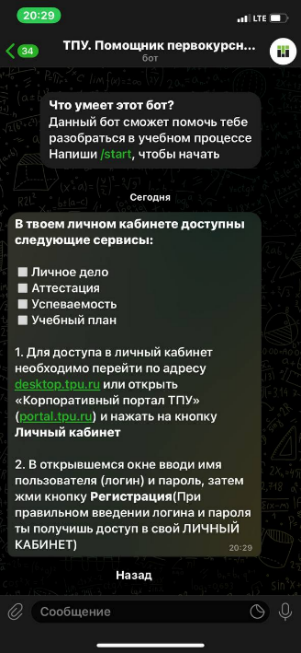 20:29
LTE
34
ТПУ. Помощник первокурсн...
бот
Что умеет этот бот?
Данный бот сможет помочь тебе
разобраться в учебном процессе
Напиши /start, чтобы начать
Сегодня
В твоем личном кабинете доступны
следующие сервисы:
Личное дело
Аттестация
Успеваемость
Учебный план
1. Для доступа в личный кабинет
необходимо перейти по адресу
desktop.tpu.ru или открыть
«Корпоративный портал ТПУ»
(portal.tpu.ru) и нажать на кнопку
Личный кабинет
2. В открывшемся окне вводи имя
пользователя (логин) и пароль, затем
жми кнопку Регистрация(При
правильном введении логина и пароля
ты получишь доступ в свой ЛИЧНЫЙ
КАБИНЕТ)
20:29
Назад
Сообщение